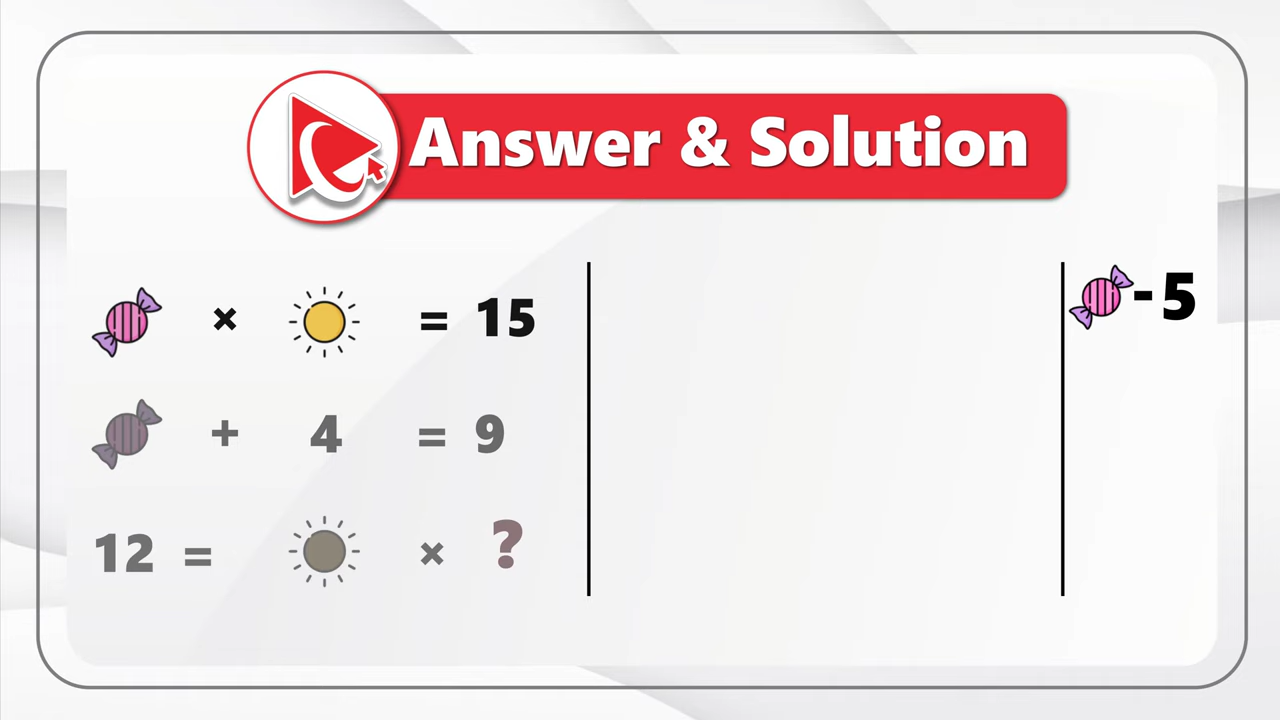 Answer & Solution
× = 15
+ 4 = 9
12 = × ?
- 5